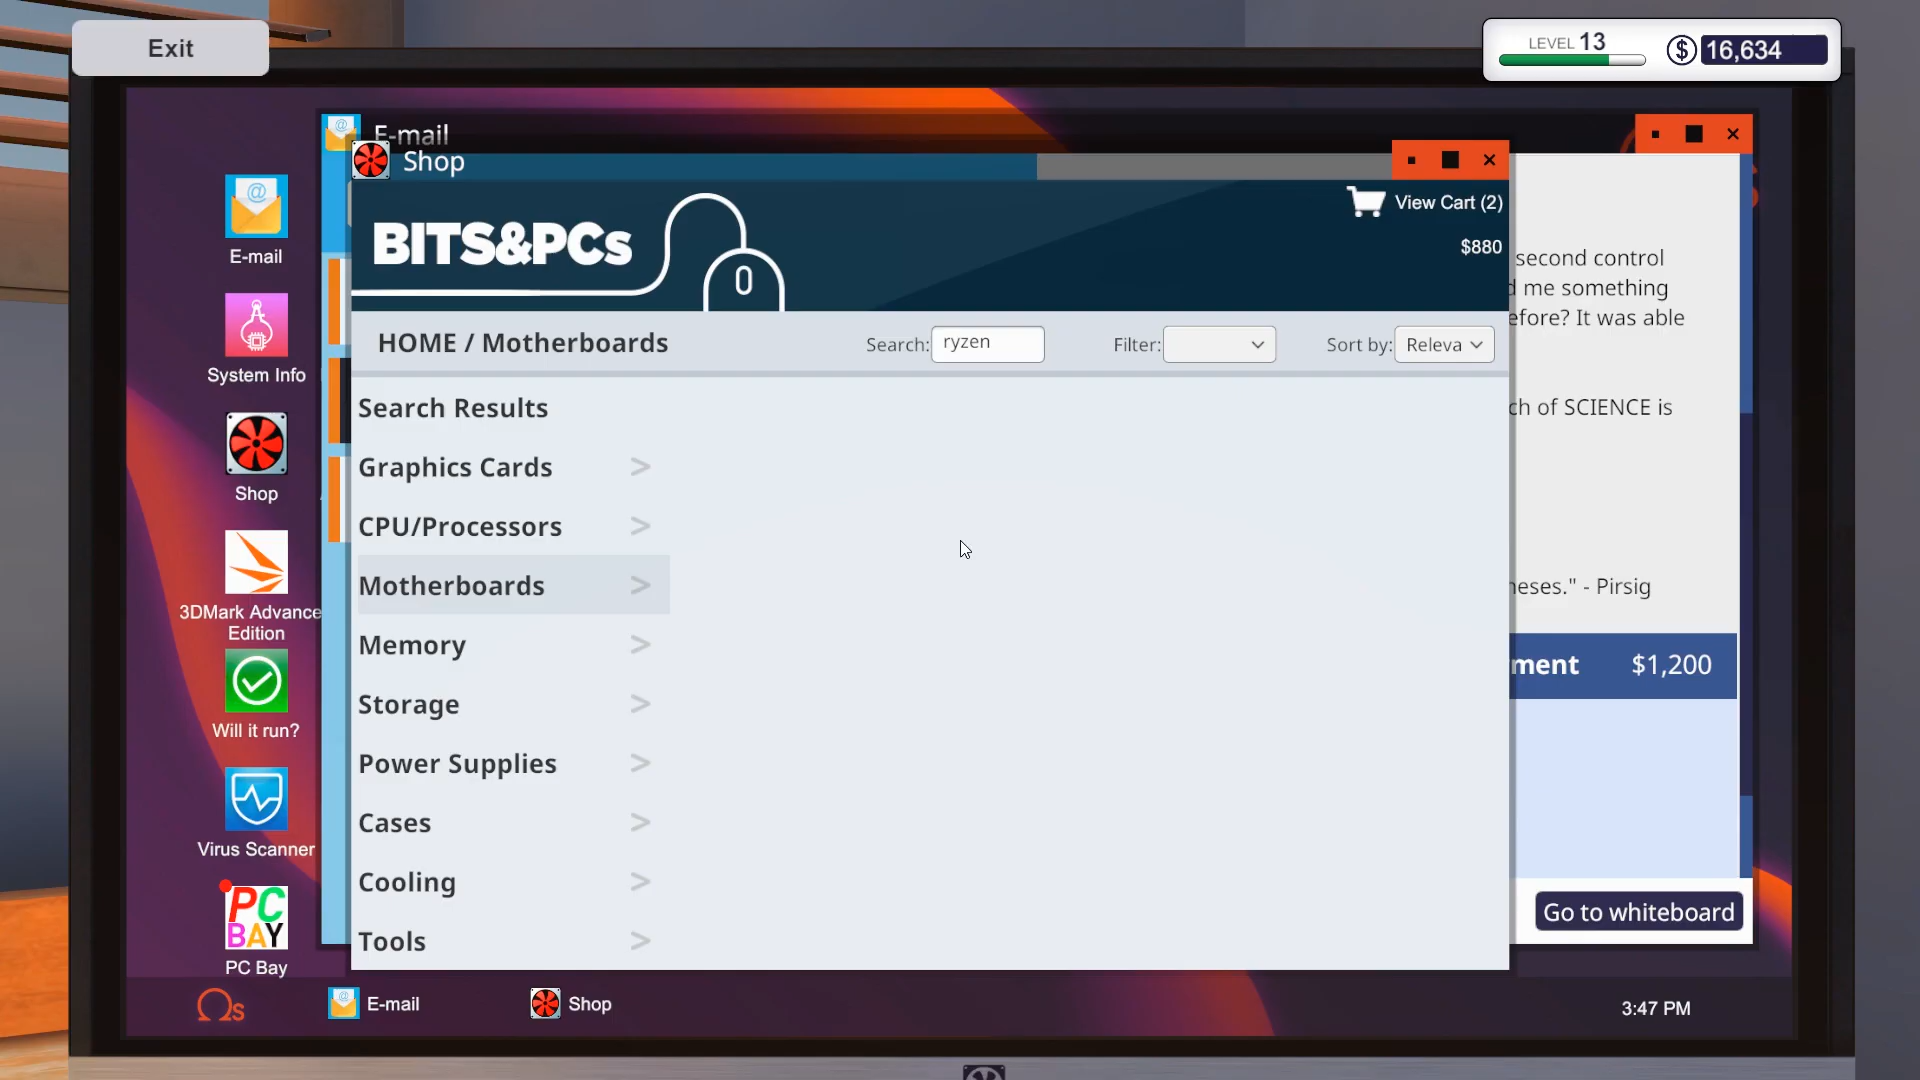 Exit
LEVEL 13
$ 16,634
E-mail
Shop
BITS&PCs
View Cart (2)
$880
HOME / Motherboards
Search: ryzen
Filter:
Sort by: Releva
Search Results
Graphics Cards >
CPU/Processors >
Motherboards >
Memory >
Storage >
Power Supplies >
Cases >
Cooling >
Tools >
second control
d me something
efore? It was able
ch of SCIENCE is
neses." - Pirsig
ment $1,200
Go to whiteboard
E-mail
System Info
Shop
3DMark Advance
Edition
Will it run?
Virus Scanner
PC
BAY
PC Bay
Ωs
E-mail
Shop
3:47 PM